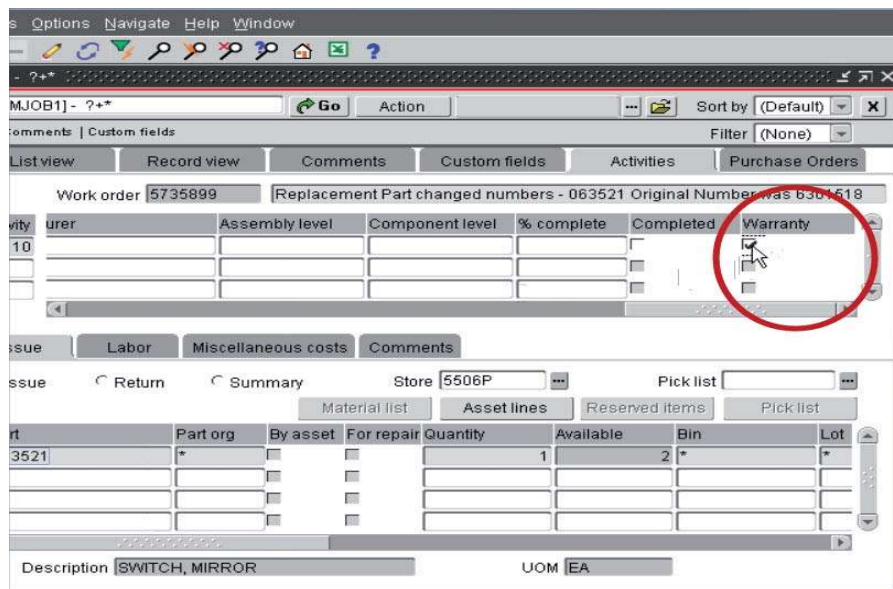 s Options Navigate Help Window
- ?+*
MJOB1] - ?+* Go Action ... Sort by (Default) X
Comments | Custom fields Filter (None)
List view Record view Comments Custom fields Activities Purchase Orders
Work order 5735899 Replacement Part changed numbers - 063521 Original Number was 6301518
vity urer Assembly level Component level % complete Completed Warranty
10
ssue Labor Miscellaneous costs Comments
ssue Return Summary Store 5506P ... Pick list ...
Material list Asset lines Reserved items Pick list
rt Part org By asset For repair Quantity Available Bin Lot
3521 * 1 2 * *
Description SWITCH, MIRROR UOM EA